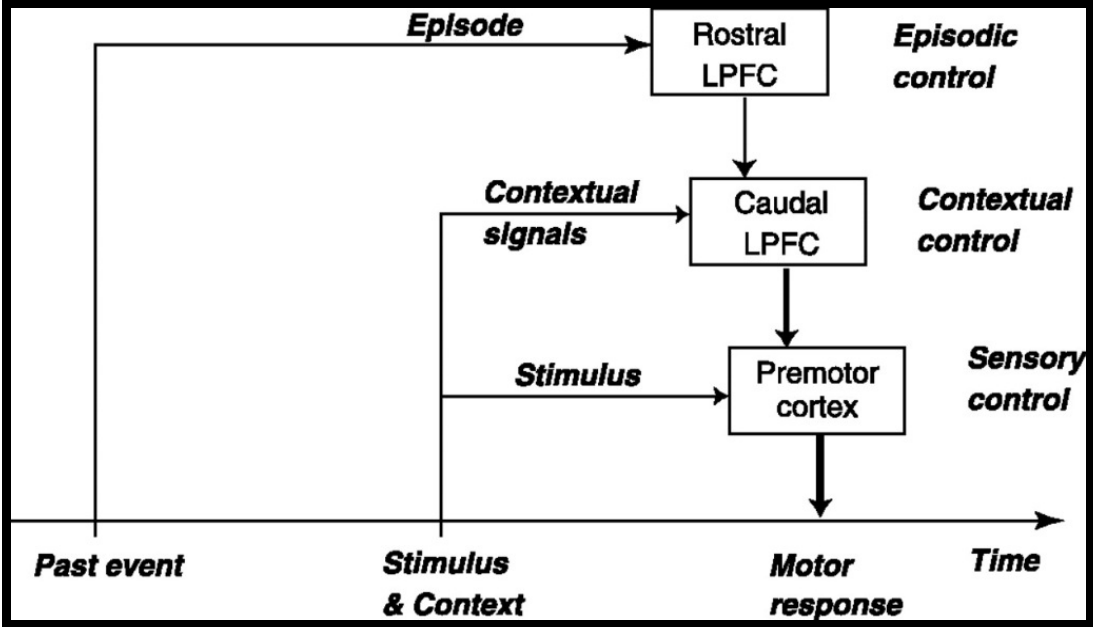 Episode
Rostral
LPFC
Episodic
control
Contextual
signals
Caudal
LPFC
Contextual
control
Stimulus
Premotor
cortex
Sensory
control
Past event
Stimulus
& Context
Motor
response
Time